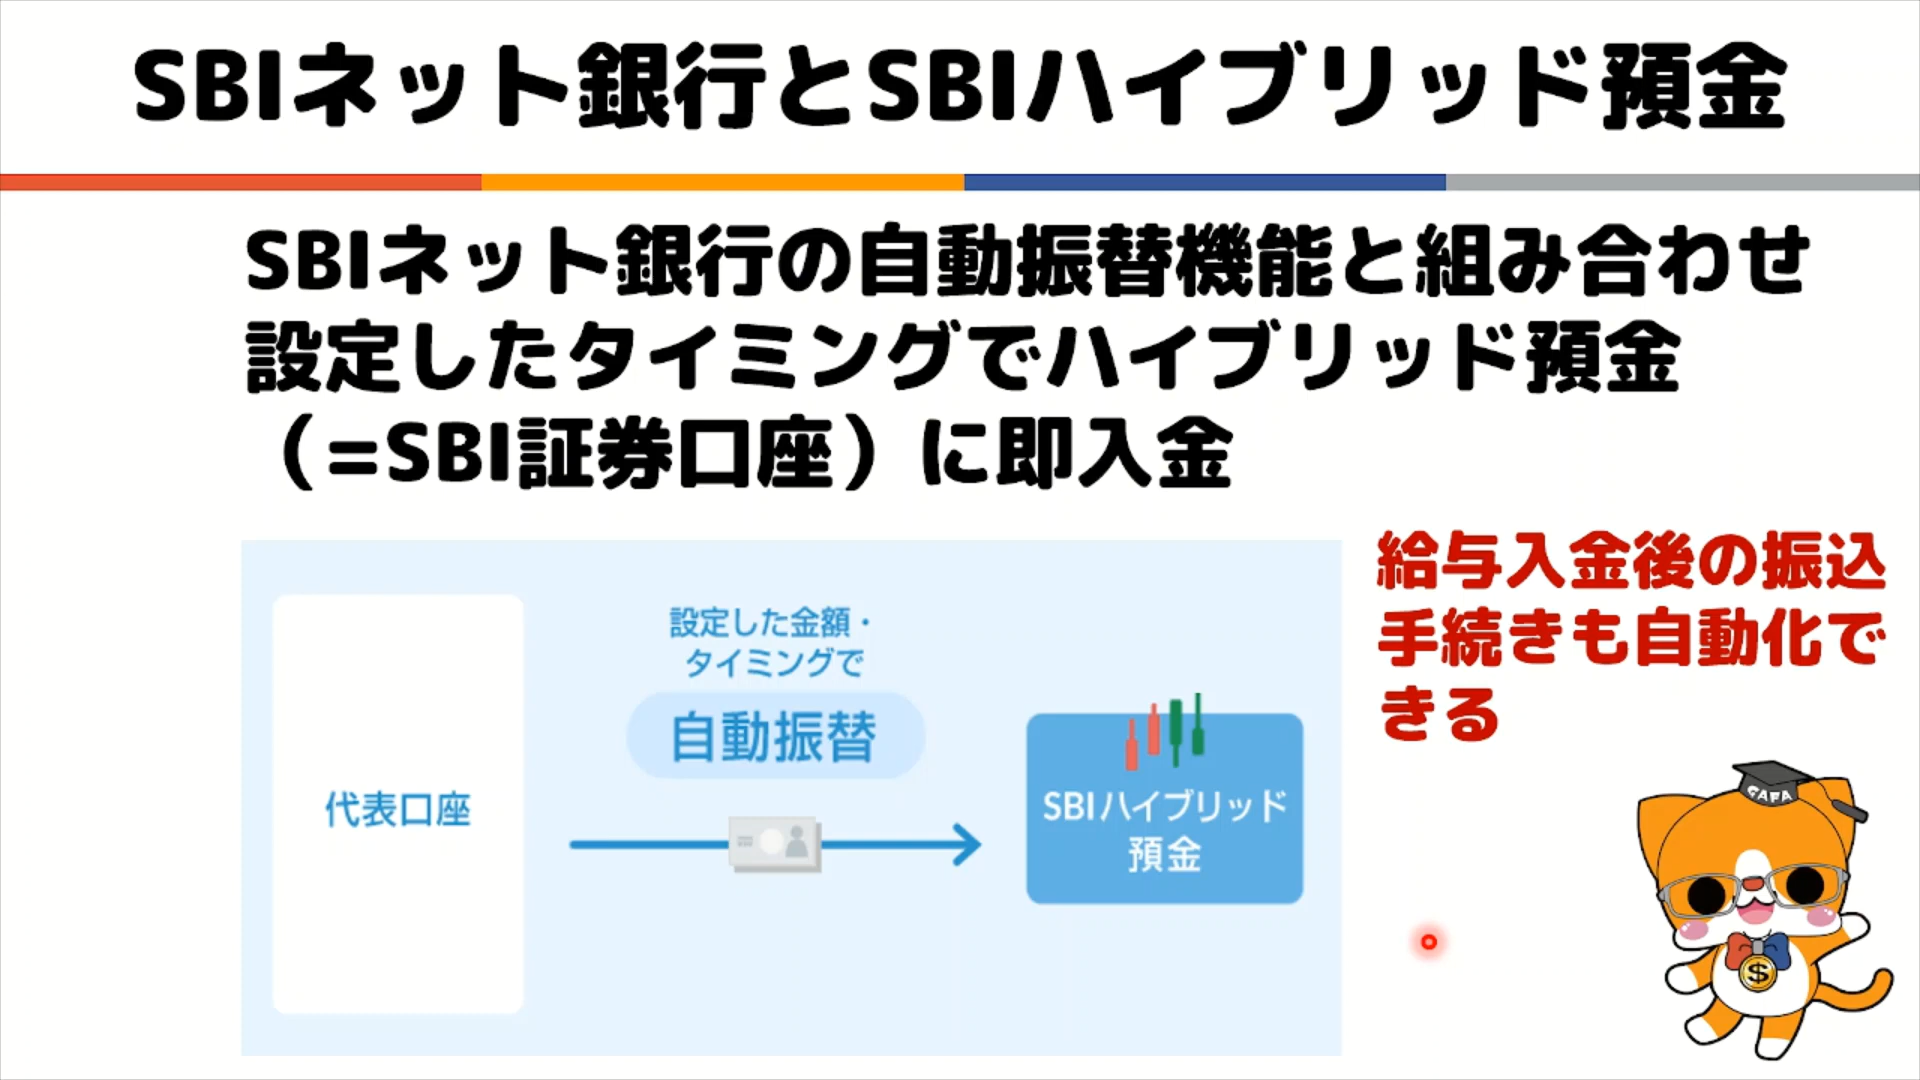 SBIネット銀行とSBIハイブリッド預金
SBIネット銀行の自動振替機能と組み合わせ
設定したタイミングでハイブリッド預金
（=SBI証券口座）に即入金
給与入金後の振込
手続きも自動化で
きる
設定した金額・
タイミングで
自動振替
代表口座
SBIハイブリッド
預金
GAFA
$